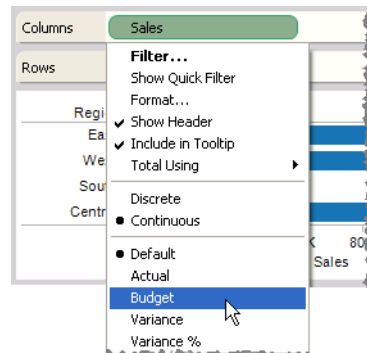 Columns
Sales
Rows
Filter...
Show Quick Filter
Format...
Show Header
Include in Tooltip
Total Using
Discrete
Continuous
Default
Actual
Budget
Variance
Variance %
Regi
Ea
We
Sou
Centr
K 80
Sales